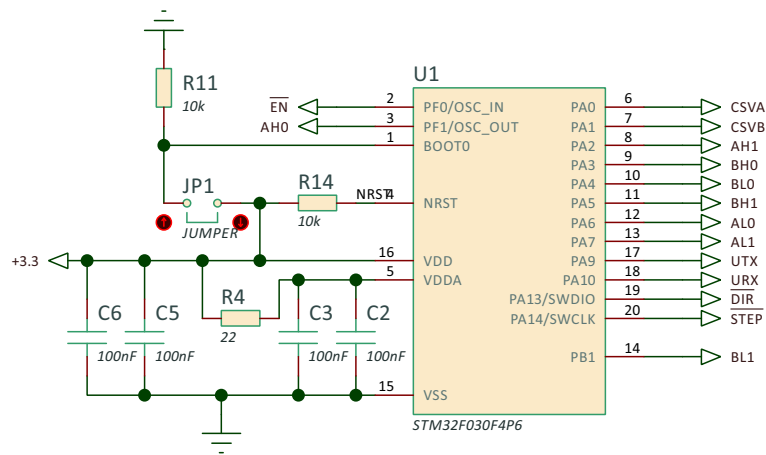 U1
R11
10k
EN
2
PF0/OSC_IN
PA0
6
CSVA
AH0
3
PF1/OSC_OUT
PA1
7
CSVB
1
BOOT0
PA2
8
AH1
PA3
9
BH0
JP1
R14
PA4
10
BL0
NRST
4
NRST
PA5
11
BH1
JUMPER
10k
PA6
12
AL0
PA7
13
AL1
+3.3
16
VDD
PA9
17
UTX
5
VDDA
PA10
18
URX
R4
PA13/SWDIO
19
DIR
C6
C5
C3
C2
PA14/SWCLK
20
STEP
22
100nF
100nF
100nF
100nF
PB1
14
BL1
15
VSS
STM32F030F4P6